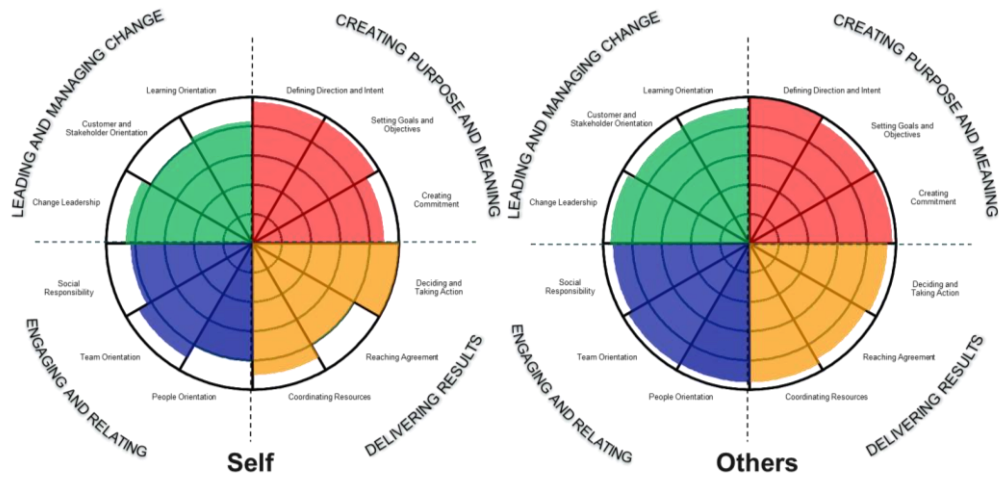 LEADING AND MANAGING CHANGE
CREATING PURPOSE AND MEANING
Learning Orientation
Defining Direction and Intent
Customer and
Stakeholder Orientation
Setting Goals and
Objectives
Change Leadership
Creating
Commitment
Social
Responsibility
Deciding and
Taking Action
Team Orientation
Reaching Agreement
People Orientation
Coordinating Resources
ENGAGING AND RELATING
DELIVERING RESULTS
Self
LEADING AND MANAGING CHANGE
CREATING PURPOSE AND MEANING
Learning Orientation
Defining Direction and Intent
Customer and
Stakeholder Orientation
Setting Goals and
Objectives
Change Leadership
Creating
Commitment
Social
Responsibility
Deciding and
Taking Action
Team Orientation
Reaching Agreement
People Orientation
Coordinating Resources
ENGAGING AND RELATING
DELIVERING RESULTS
Others